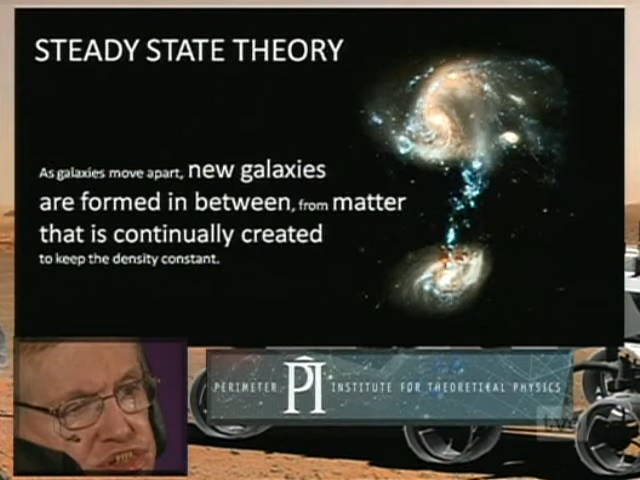 STEADY STATE THEORY
As galaxies move apart, new galaxies
are formed in between, from matter
that is continually created
to keep the density constant.
PERIMETER PI INSTITUTE FOR THEORETICAL PHYSICS